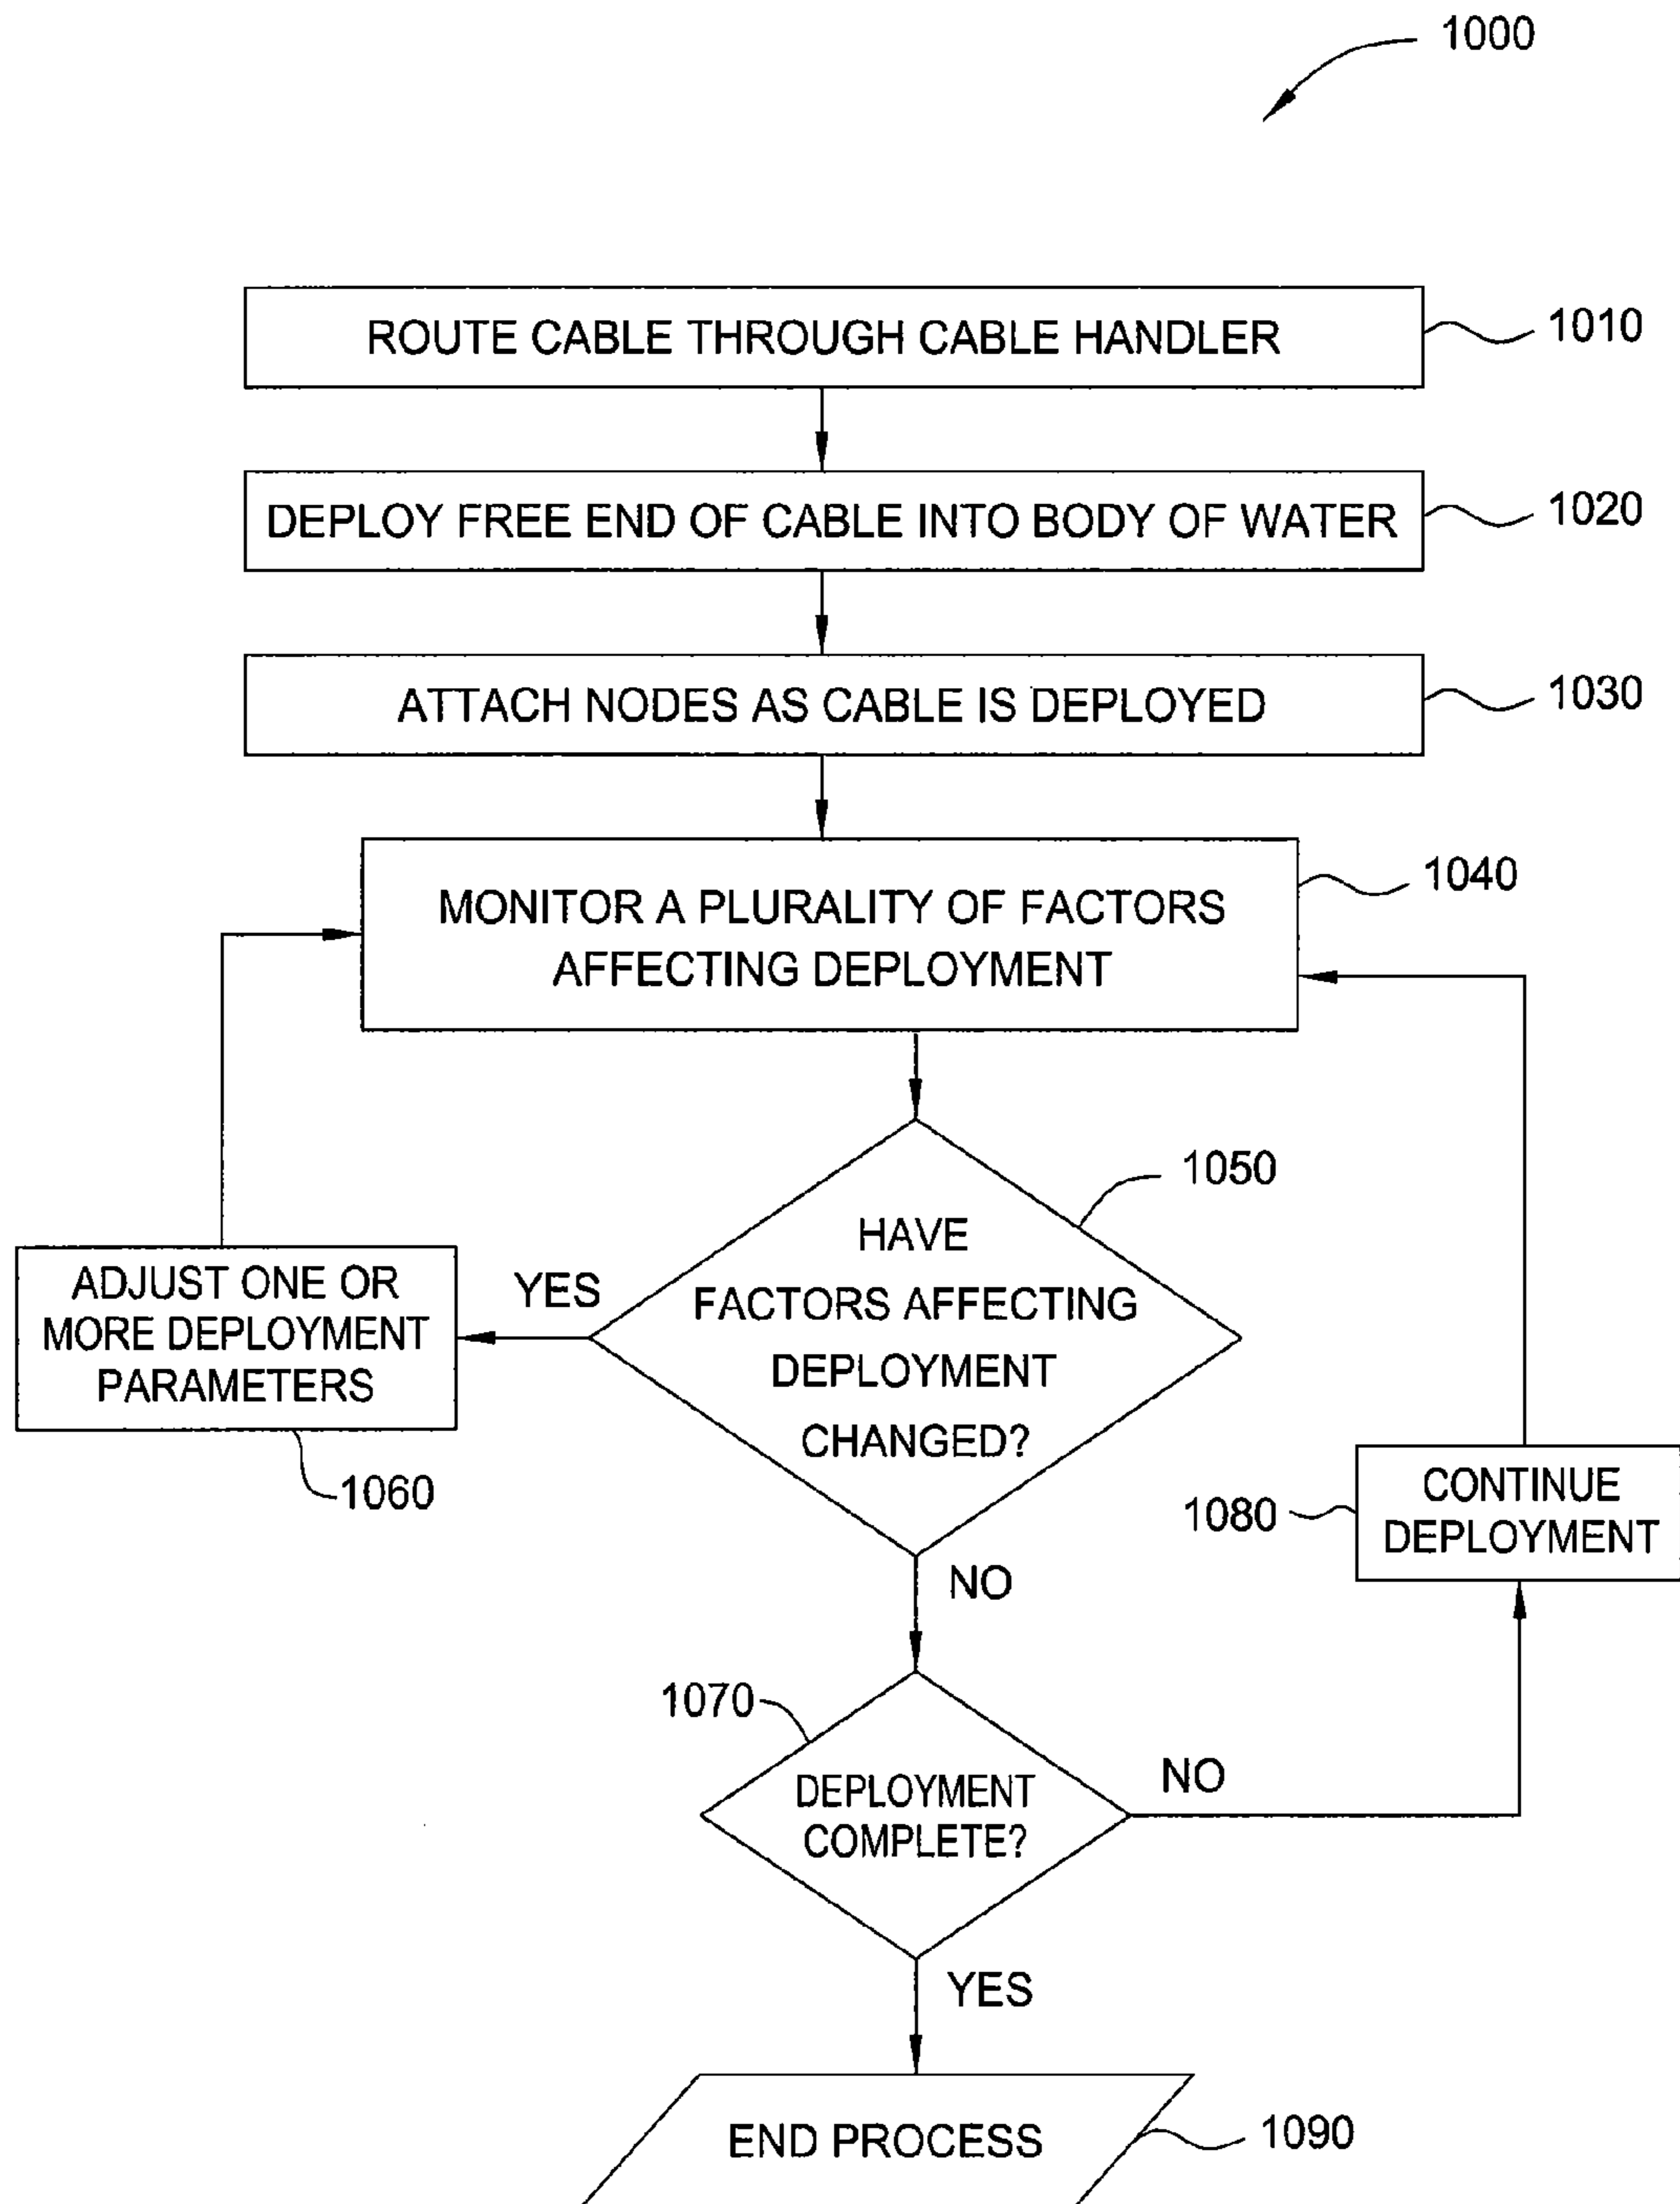 1000
ROUTE CABLE THROUGH CABLE HANDLER
1010
DEPLOY FREE END OF CABLE INTO BODY OF WATER
1020
ATTACH NODES AS CABLE IS DEPLOYED
1030
MONITOR A PLURALITY OF FACTORS
AFFECTING DEPLOYMENT
1040
HAVE
FACTORS AFFECTING
DEPLOYMENT
CHANGED?
1050
YES
ADJUST ONE OR
MORE DEPLOYMENT
PARAMETERS
1060
NO
CONTINUE
DEPLOYMENT
1080
1070
DEPLOYMENT
COMPLETE?
NO
YES
END PROCESS
1090